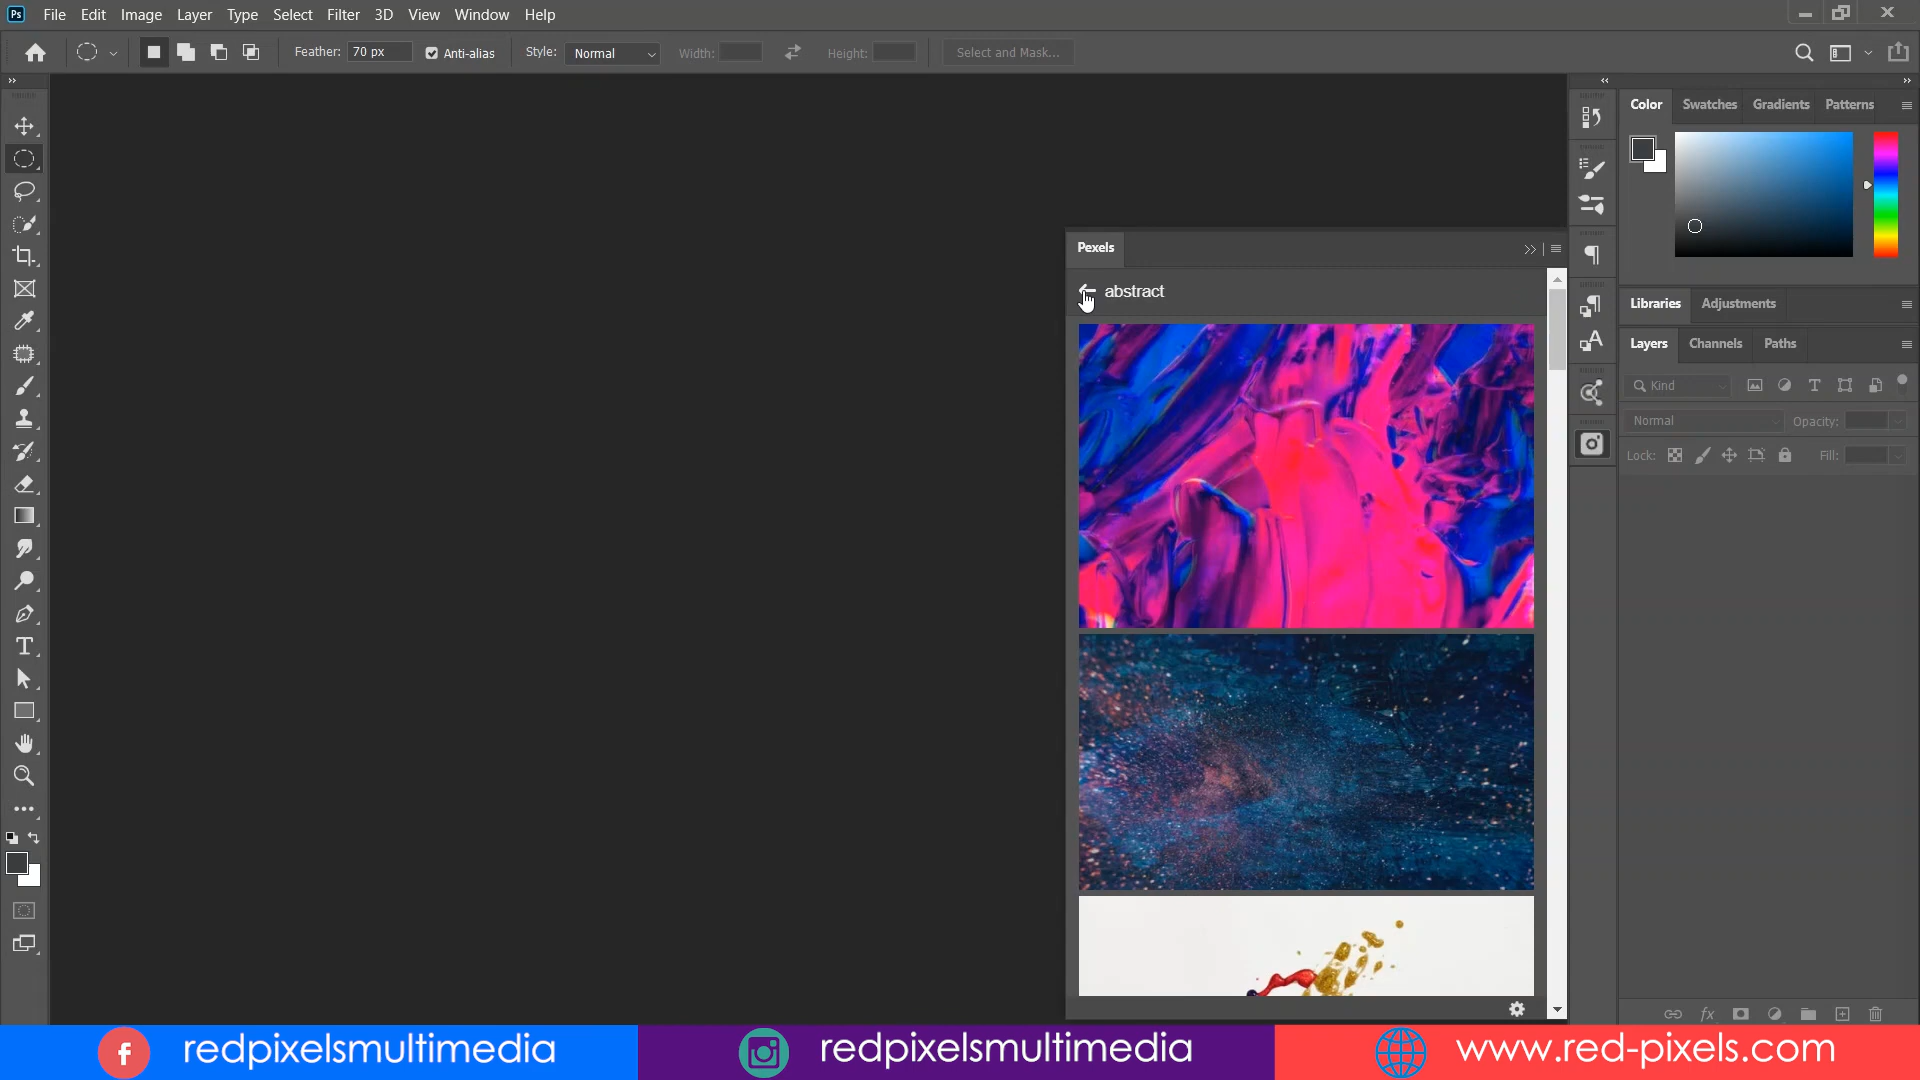 Ps File Edit Image Layer Type Select Filter 3D View Window Help
Feather: 70 px Anti-alias Style: Normal Width: Height: Select and Mask...
Color Swatches Gradients Patterns
Pexels
abstract
Libraries Adjustments
Layers Channels Paths
Kind
Normal Opacity:
Lock: Fill:
fx
f redpixelsmultimedia redpixelsmultimedia www.red-pixels.com